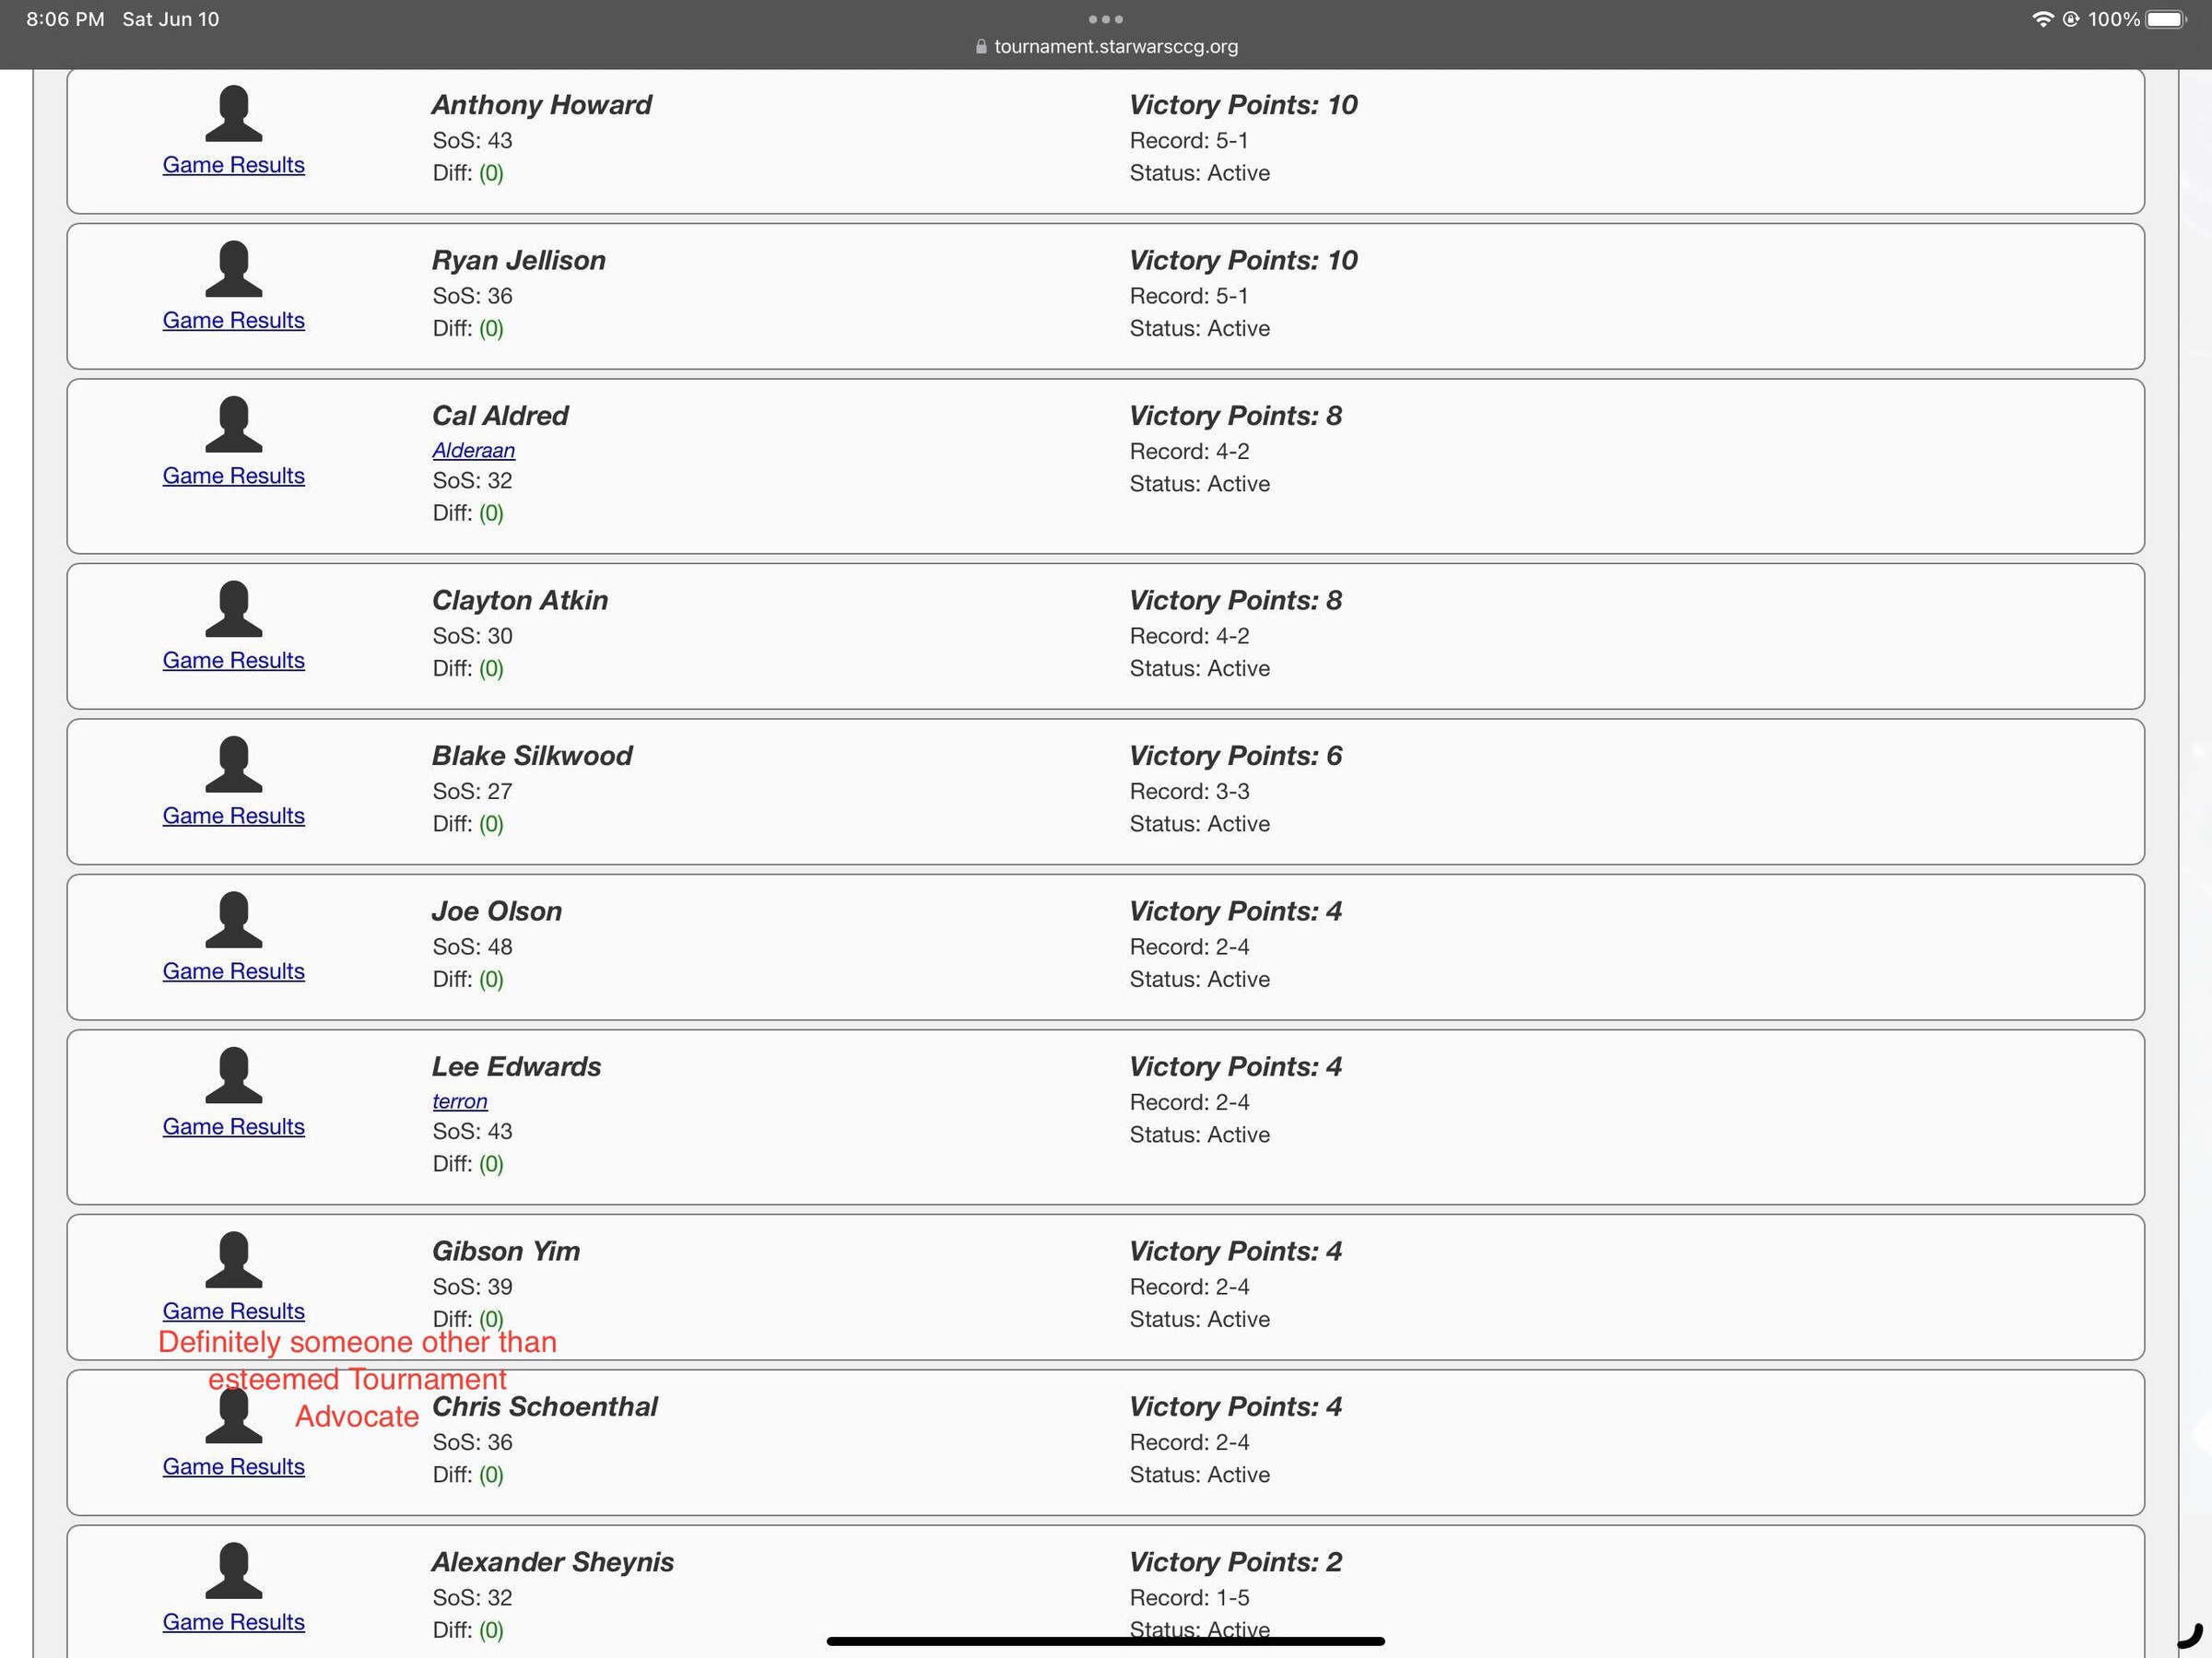 8:06 PM Sat Jun 10
100%
tournament.starwarsccg.org
Anthony Howard Victory Points: 10
SoS: 43 Record: 5-1
Game Results Diff: (0) Status: Active
Ryan Jellison Victory Points: 10
SoS: 36 Record: 5-1
Game Results Diff: (0) Status: Active
Cal Aldred Victory Points: 8
Alderaan Record: 4-2
Game Results SoS: 32 Status: Active
Diff: (0)
Clayton Atkin Victory Points: 8
SoS: 30 Record: 4-2
Game Results Diff: (0) Status: Active
Blake Silkwood Victory Points: 6
SoS: 27 Record: 3-3
Game Results Diff: (0) Status: Active
Joe Olson Victory Points: 4
SoS: 48 Record: 2-4
Game Results Diff: (0) Status: Active
Lee Edwards Victory Points: 4
terron Record: 2-4
Game Results SoS: 43 Status: Active
Diff: (0)
Gibson Yim Victory Points: 4
SoS: 39 Record: 2-4
Game Results Diff: (0) Status: Active
Definitely someone other than
esteemed Tournament
Advocate Chris Schoenthal Victory Points: 4
SoS: 36 Record: 2-4
Game Results Diff: (0) Status: Active
Alexander Sheynis Victory Points: 2
SoS: 32 Record: 1-5
Game Results Diff: (0) Status: Active